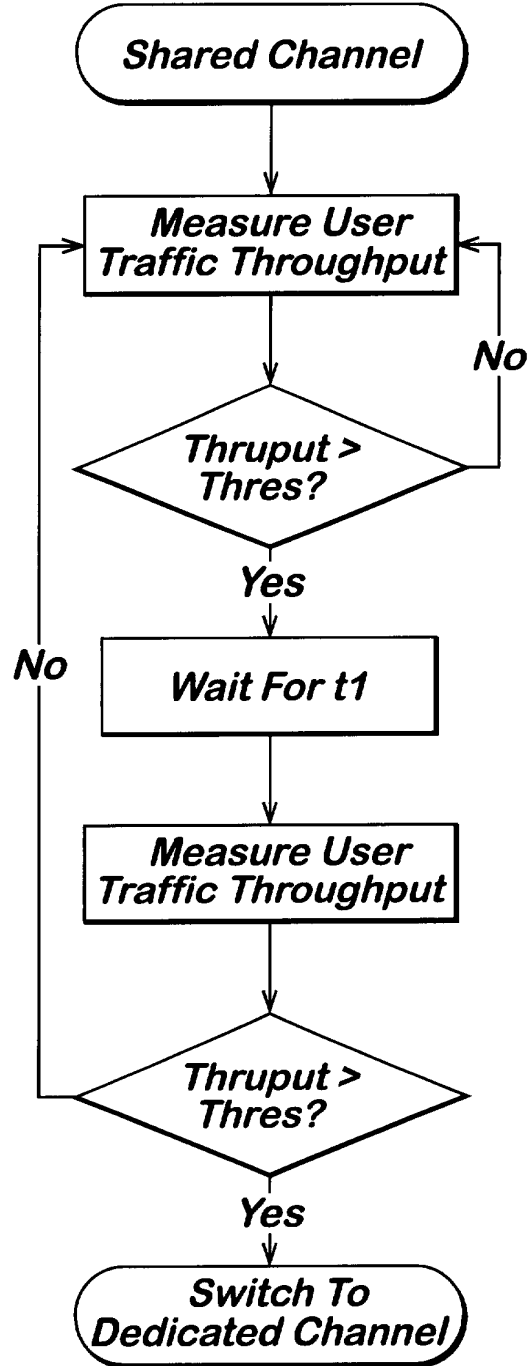 Shared Channel
Measure User
Traffic Throughput
No
Thruput >
Thres?
Yes
No
Wait For t1
Measure User
Traffic Throughput
Thruput >
Thres?
Yes
Switch To
Dedicated Channel